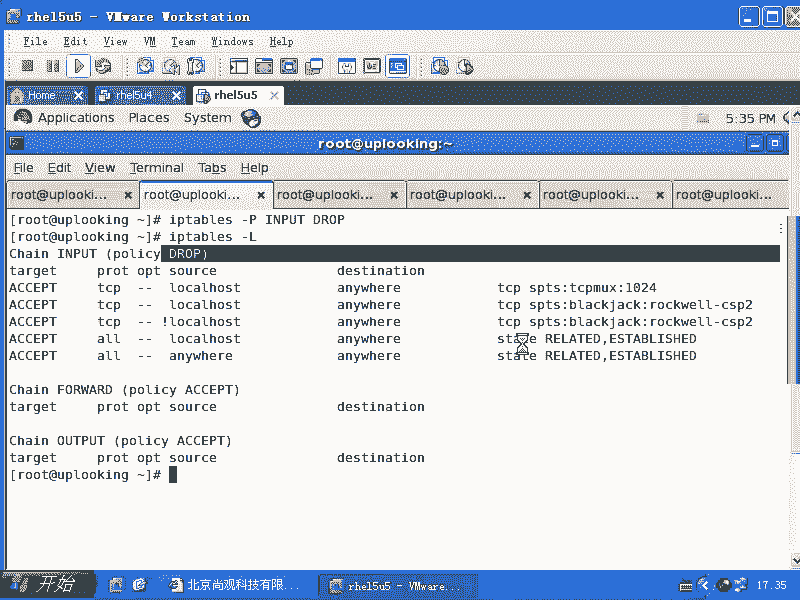 rhel5u5 - VMware Workstation
File Edit View VM Team Windows Help
Home rhel5u4 rhel5u5
Applications Places System 5:35 PM
root@uplooking:~
File Edit View Terminal Tabs Help
root@uplooki... root@uplooki... root@uplooki... root@uplooki... root@uplooki... root@uplooki...
[root@uplooking ~]# iptables -P INPUT DROP
[root@uplooking ~]# iptables -L
Chain INPUT (policy DROP)
target prot opt source destination
ACCEPT tcp -- localhost anywhere tcp spts:tcpmux:1024
ACCEPT tcp -- localhost anywhere tcp spts:blackjack:rockwell-csp2
ACCEPT tcp -- !localhost anywhere tcp spts:blackjack:rockwell-csp2
ACCEPT all -- localhost anywhere state RELATED,ESTABLISHED
ACCEPT all -- anywhere anywhere state RELATED,ESTABLISHED
Chain FORWARD (policy ACCEPT)
target prot opt source destination
Chain OUTPUT (policy ACCEPT)
target prot opt source destination
[root@uplooking ~]#
开始 北京尚观科技有限... rhel5u5 - VMware... 17.35